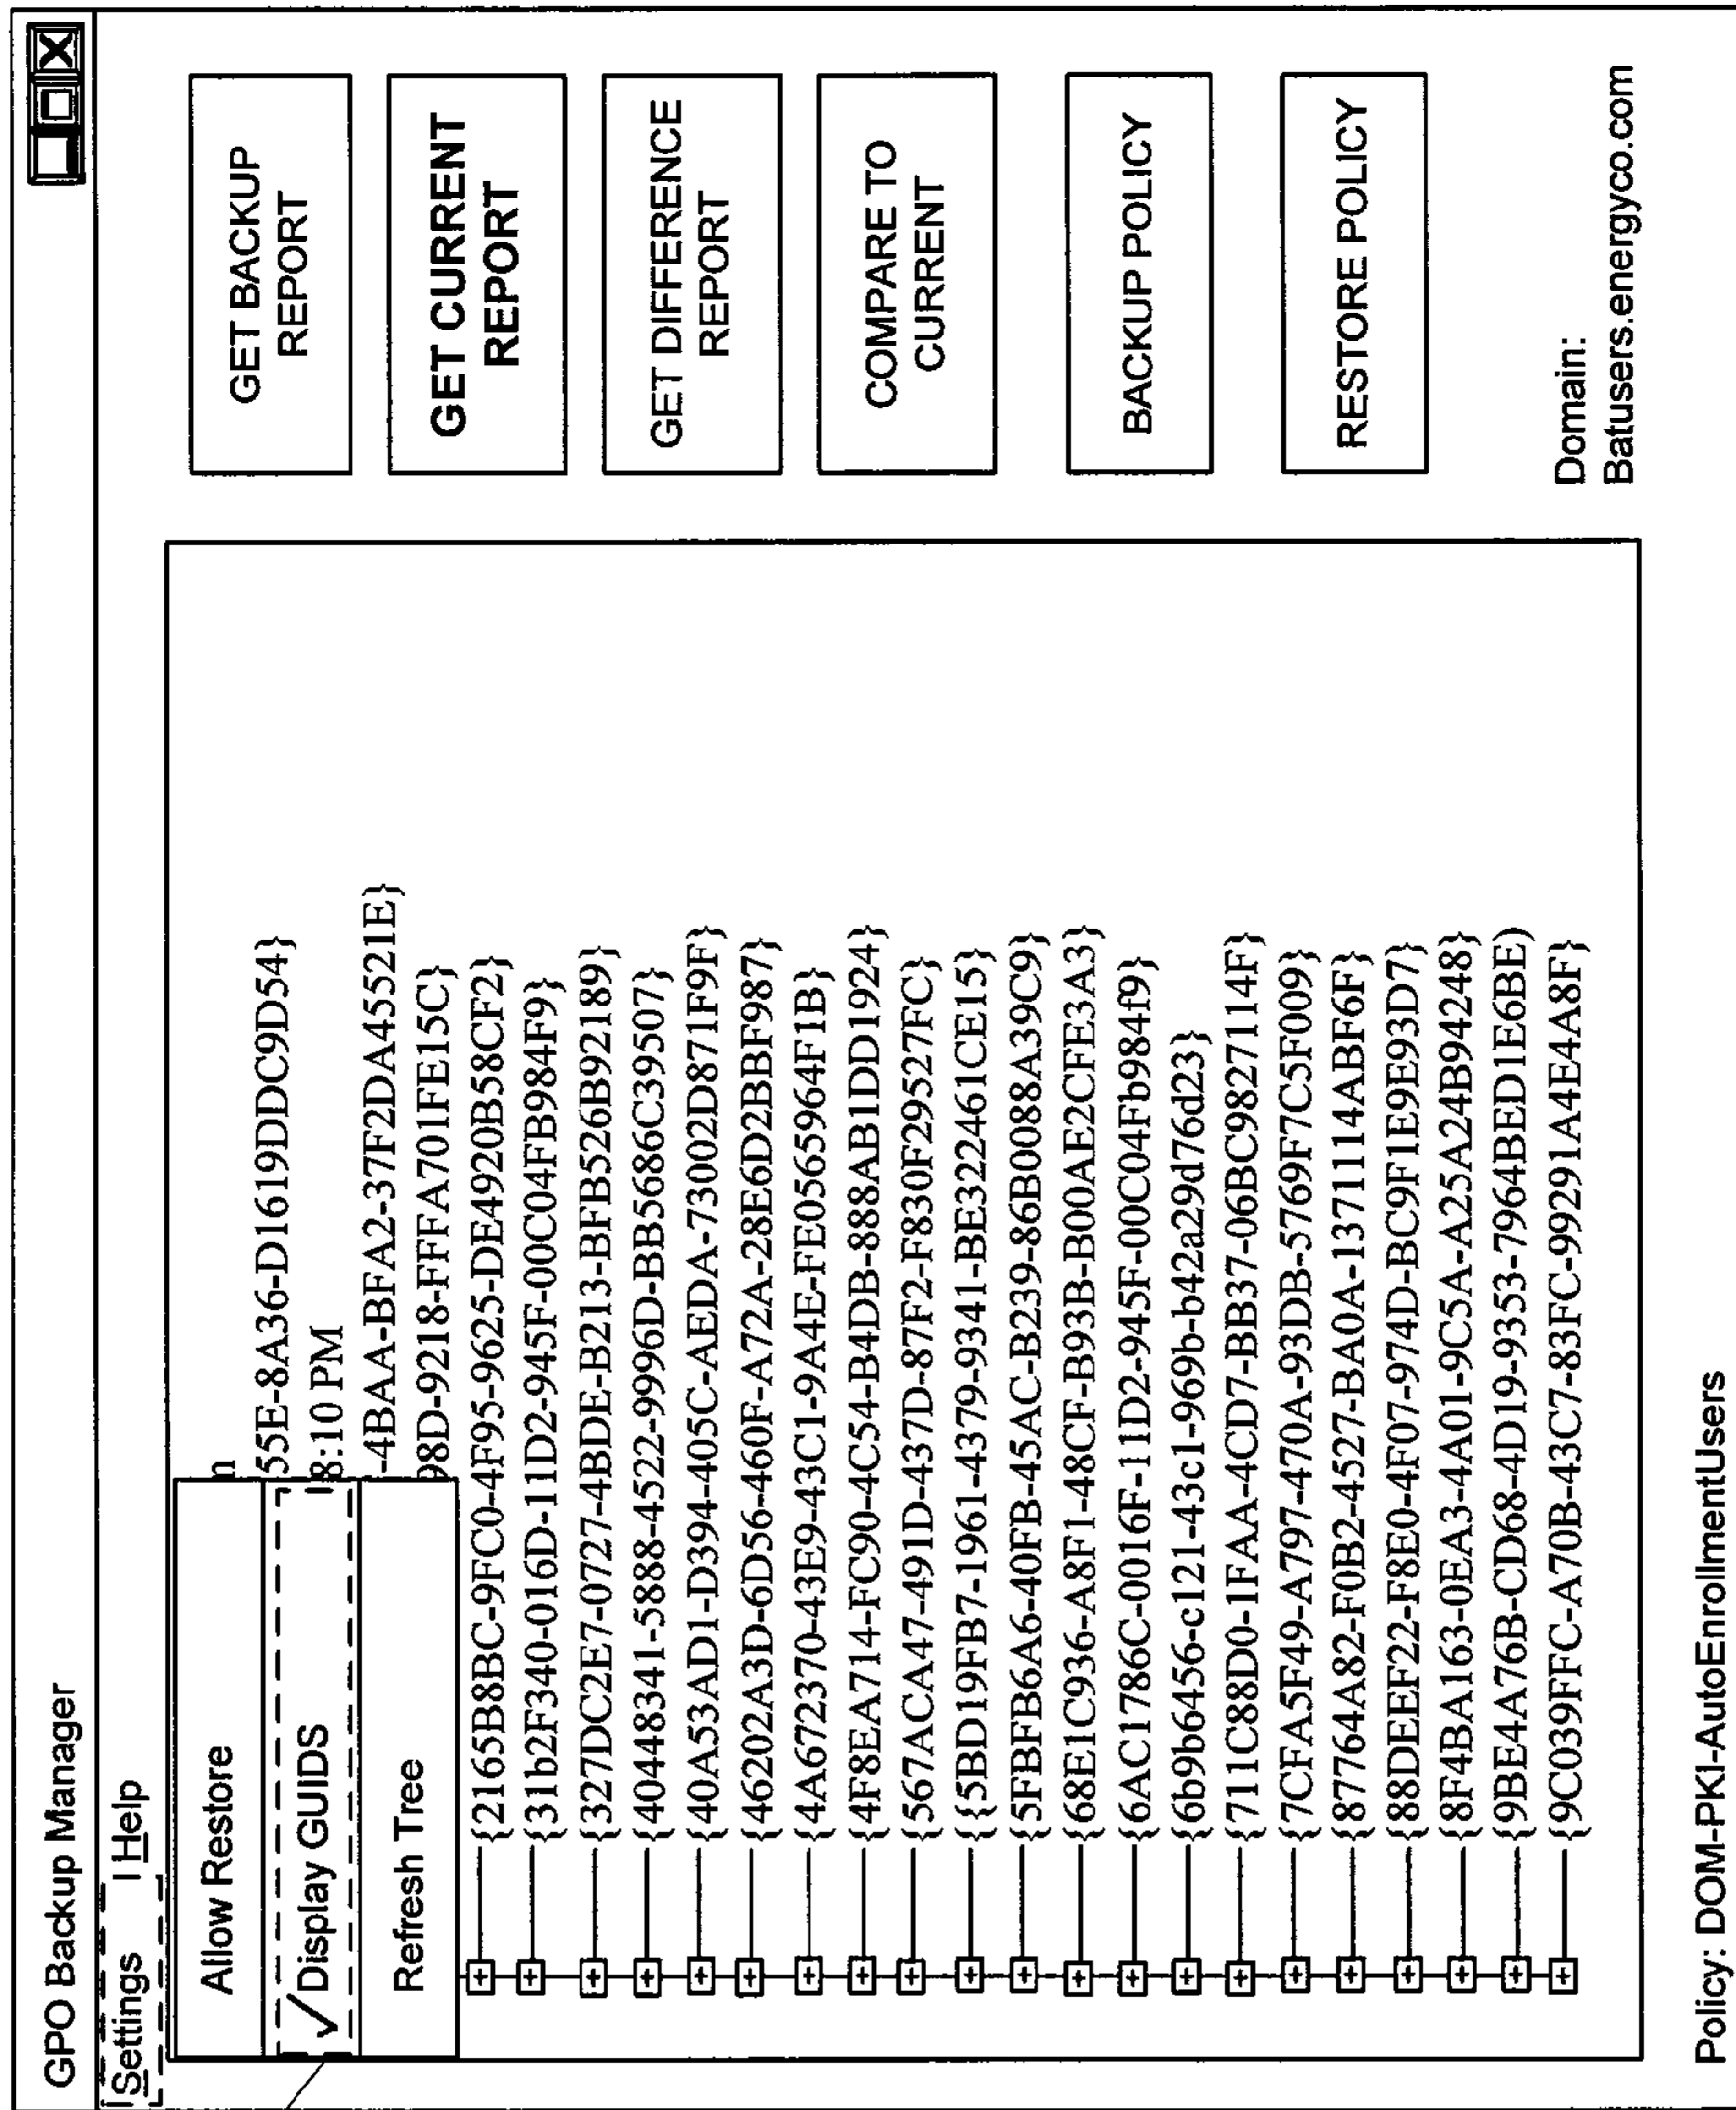 GPO Backup Manager
Settings Help
Allow Restore
Display GUIDS
Refresh Tree
n
55E-8A36-D1619DDC9D54}
8:10 PM
-4BAA-BFA2-37F2DA45521E}
98D-9218-FFFA701FE15C}
{2165B8BC-9FC0-4F95-9625-DE4920B58CF2}
{31b2F340-016D-11D2-945F-00C04FB984F9}
{327DC2E7-0727-4BDE-B213-BFB526B92189}
{40448341-5888-4522-9996D-BB5686C39507}
{40A53AD1-D394-405C-AEDA-73002D871F9F}
{46202A3D-6D56-460F-A72A-28E6D2BBF987}
{4A672370-43E9-43C1-9A4E-FE0565964F1B}
{4F8EA714-FC90-4C54-B4DB-888AB1DD1924}
{567ACA47-491D-437D-87F2-F830F29527FC}
{{5BD19FB7-1961-4379-9341-BE322461CE15}
{5FBFB6A6-40FB-45AC-B239-86B0088A39C9}
{68E1C936-A8F1-48CF-B93B-B00AE2CFE3A3}
{6AC1786C-0016F-11D2-945F-00C04Fb984f9}
{6b9b6456-c121-43c1-969b-b42a29d76d23}
{711C88D0-1FAA-4CD7-BB37-06BC9827114F}
{7CFA5F49-A797-470A-93DB-5769F7C5F009}
{87764A82-F0B2-4527-BA0A-1371114ABF6F}
{88DEEF22-F8E0-4F07-974D-BC9F1E9E93D7}
{8F4BA163-0EA3-4A01-9C5A-A25A24B94248}
{9BE4A76B-CD68-4D19-9353-7964BED1E6BE)
{9C039FFC-A70B-43C7-83FC-99291A4E4A8F}
GET BACKUP
REPORT
GET CURRENT
REPORT
GET DIFFERENCE
REPORT
COMPARE TO
CURRENT
BACKUP POLICY
RESTORE POLICY
Domain:
Batusers.energyco.com
Policy: DOM-PKI-AutoEnrollmentUsers